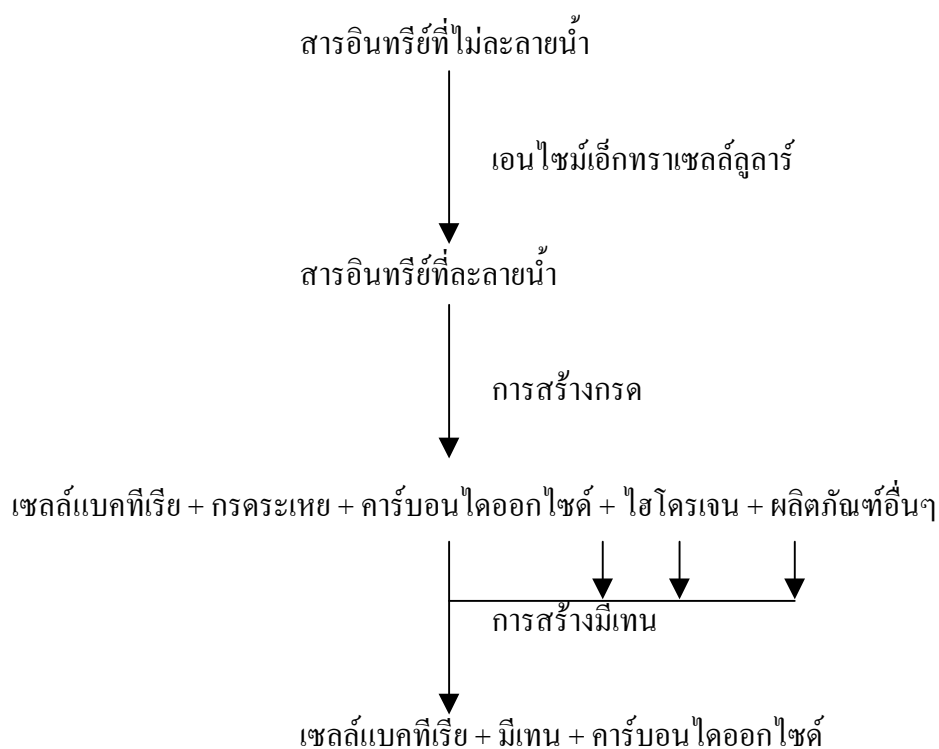 สารอินทรีย์ที่ไม่ละลายน้ำ
เอนไซม์เอ็กทราเซลล์ลูลาร์
สารอินทรีย์ที่ละลายน้ำ
การสร้างกรด
เซลล์แบคทีเรีย + กรดระเหย + คาร์บอนไดออกไซด์ + ไฮโดรเจน + ผลิตภัณฑ์อื่นๆ
การสร้างมีเทน
เซลล์แบคทีเรีย + มีเทน + คาร์บอนไดออกไซด์